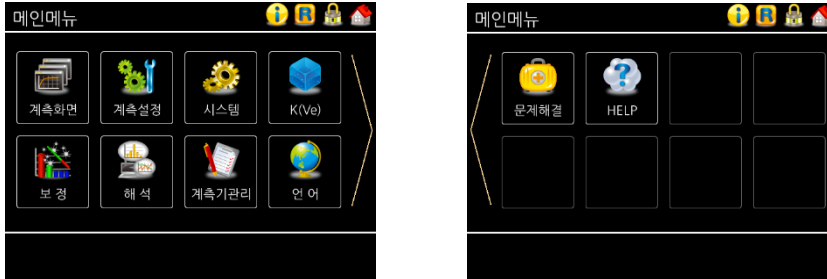 메인메뉴
R
계측화면 계측설정 시스템 K(Ve)
보 정 해 석 계측기관리 언 어
메인메뉴
R
문제해결 HELP